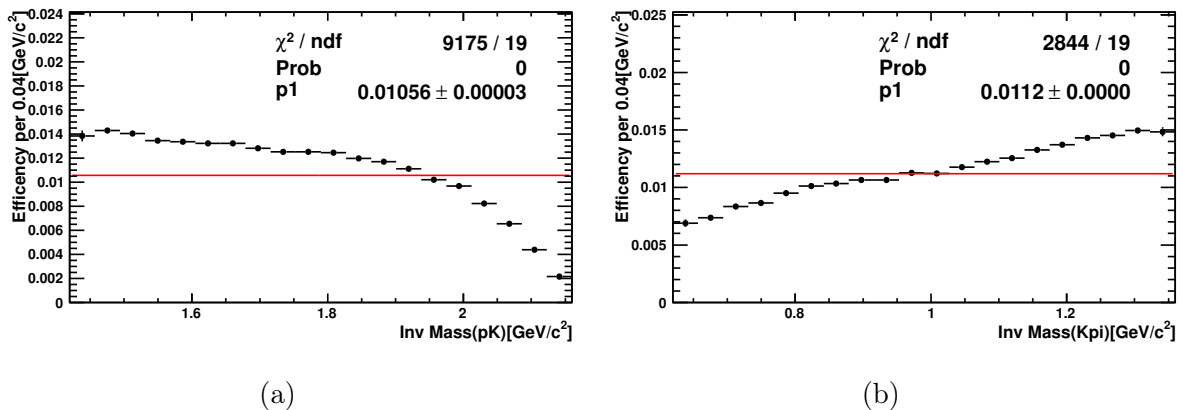 Efficency per 0.04[GeV/c²]
0.024
0.022
0.02
0.018
0.016
0.014
0.012
0.01
0.008
0.006
0.004
0.002
0
χ² / ndf 9175 / 19
Prob 0
p1 0.01056 ± 0.00003
1.6 1.8 2
Inv Mass(pK)[GeV/c²]
(a)
Efficency per 0.04[GeV/c²]
0.025
0.02
0.015
0.01
0.005
0
χ² / ndf 2844 / 19
Prob 0
p1 0.0112 ± 0.0000
0.8 1 1.2
Inv Mass(Kpi)[GeV/c²]
(b)